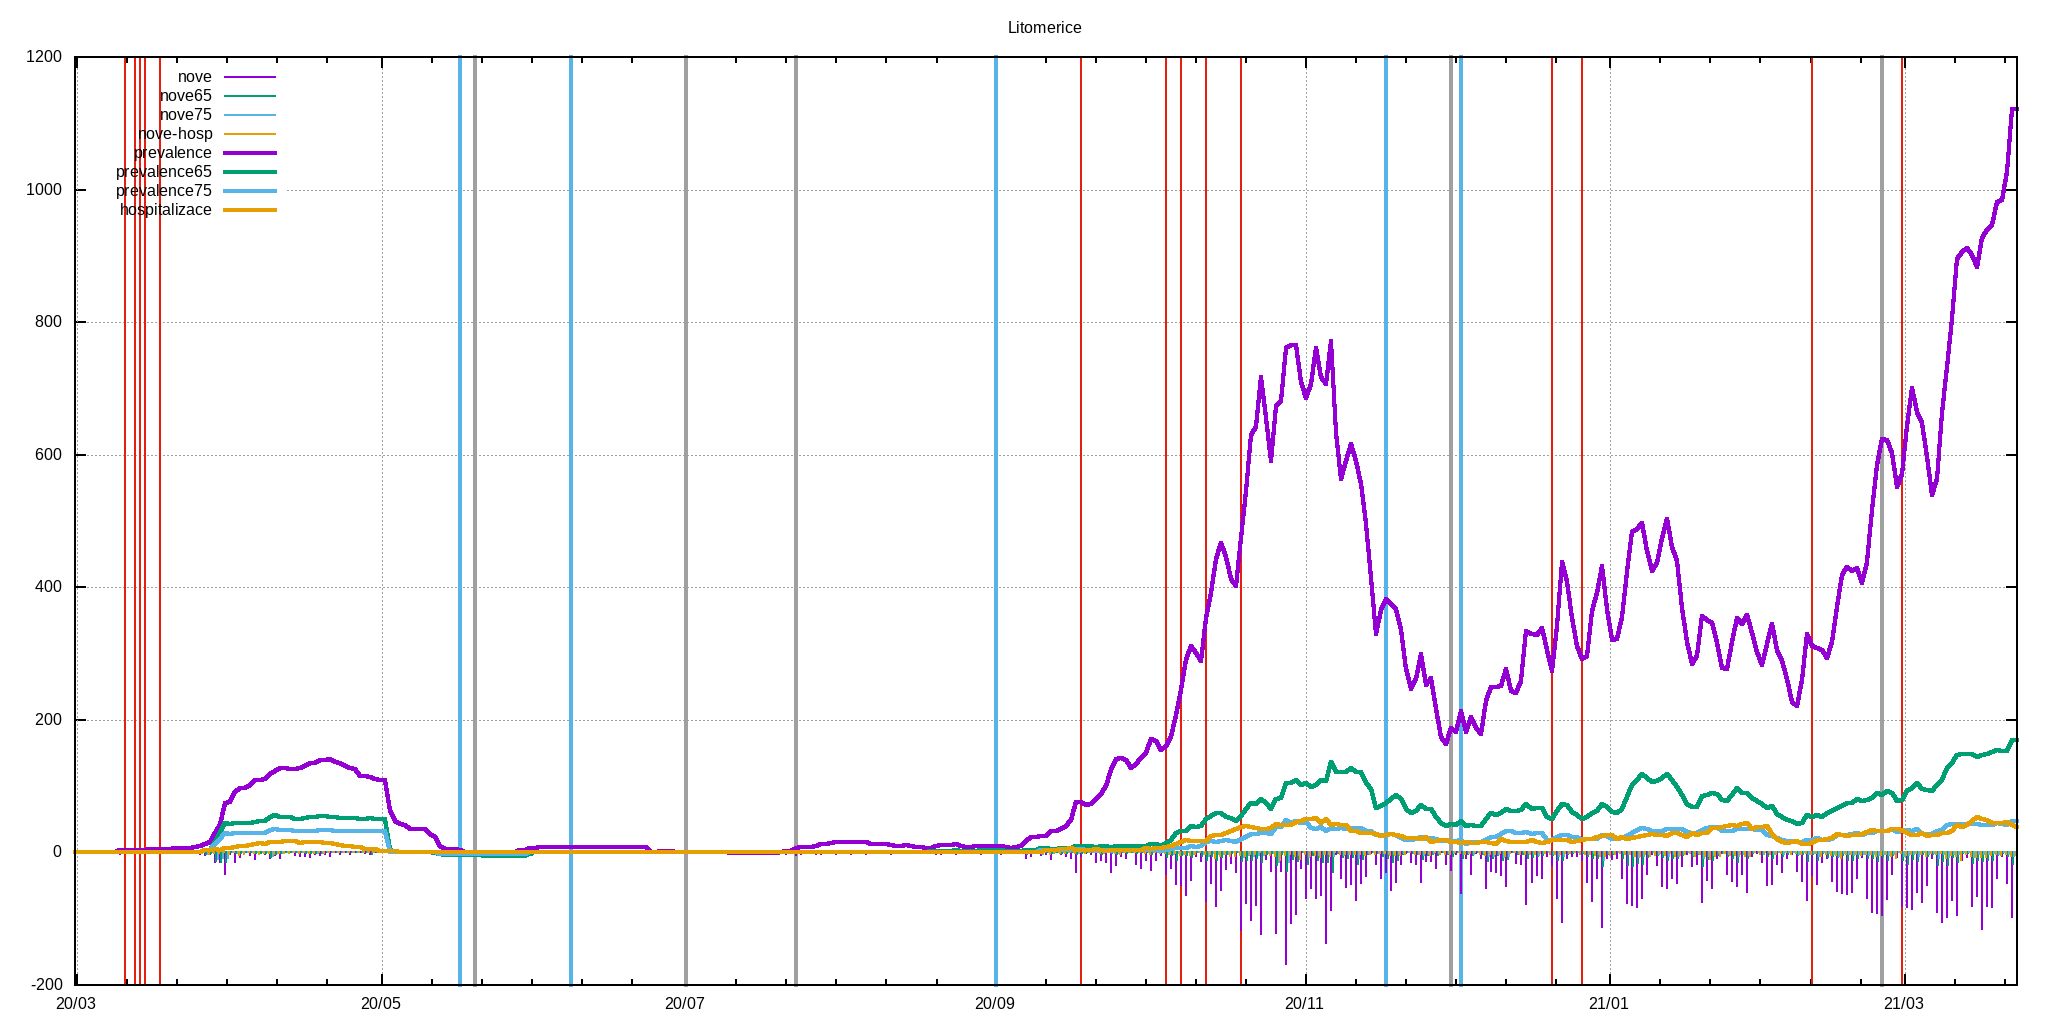 Litomerice
1200
1000
800
600
400
200
0
-200
nove
nove65
nove75
nove-hosp
prevalence
prevalence65
prevalence75
hospitalizace
20/03 20/05 20/07 20/09 20/11 21/01 21/03